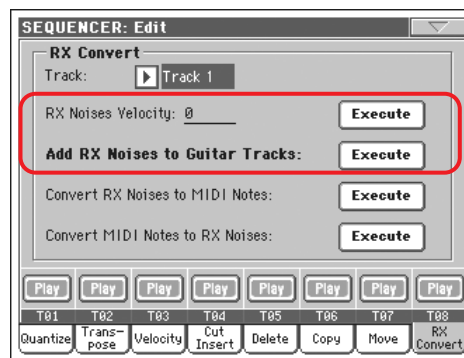 SEQUENCER: Edit
RX Convert
Track: Track 1
RX Noises Velocity: 0 Execute
Add RX Noises to Guitar Tracks: Execute
Convert RX Noises to MIDI Notes: Execute
Convert MIDI Notes to RX Noises: Execute
Play Play Play Play Play Play Play Play
T01 T02 T03 T04 T05 T06 T07 T08
Quantize Trans-pose Velocity Cut Insert Delete Copy Move RX Convert